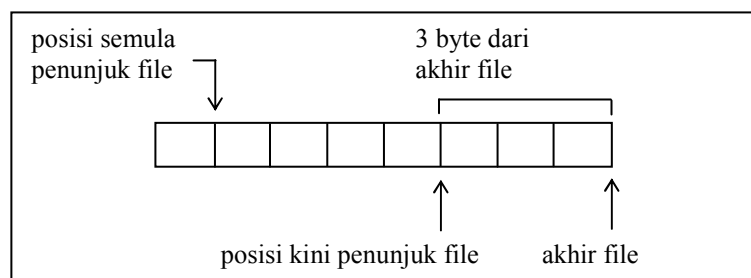 posisi semula
penunjuk file
3 byte dari
akhir file
posisi kini penunjuk file
akhir file